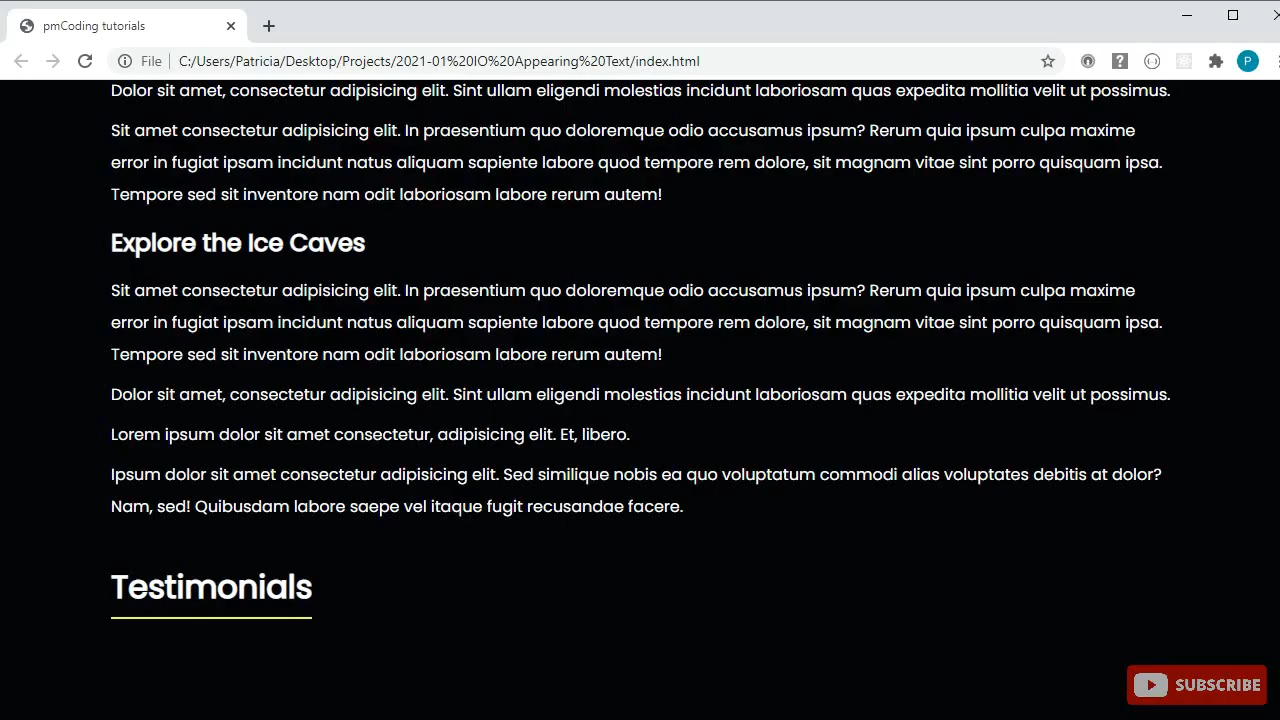 pmCoding tutorials
File
C:/Users/Patricia/Desktop/Projects/2021-01%20IO%20Appearing%20Text/index.html
P
Dolor sit amet, consectetur adipisicing elit. Sint ullam eligendi molestias incidunt laboriosam quas expedita mollitia velit ut possimus.
Sit amet consectetur adipisicing elit. In praesentium quo doloremque odio accusamus ipsum? Rerum quia ipsum culpa maxime
error in fugiat ipsam incidunt natus aliquam sapiente labore quod tempore rem dolore, sit magnam vitae sint porro quisquam ipsa.
Tempore sed sit inventore nam odit laboriosam labore rerum autem!
Explore the Ice Caves
Sit amet consectetur adipisicing elit. In praesentium quo doloremque odio accusamus ipsum? Rerum quia ipsum culpa maxime
error in fugiat ipsam incidunt natus aliquam sapiente labore quod tempore rem dolore, sit magnam vitae sint porro quisquam ipsa.
Tempore sed sit inventore nam odit laboriosam labore rerum autem!
Dolor sit amet, consectetur adipisicing elit. Sint ullam eligendi molestias incidunt laboriosam quas expedita mollitia velit ut possimus.
Lorem ipsum dolor sit amet consectetur, adipisicing elit. Et, libero.
Ipsum dolor sit amet consectetur adipisicing elit. Sed similique nobis ea quo voluptatum commodi alias voluptates debitis at dolor?
Nam, sed! Quibusdam labore saepe vel itaque fugit recusandae facere.
Testimonials
SUBSCRIBE